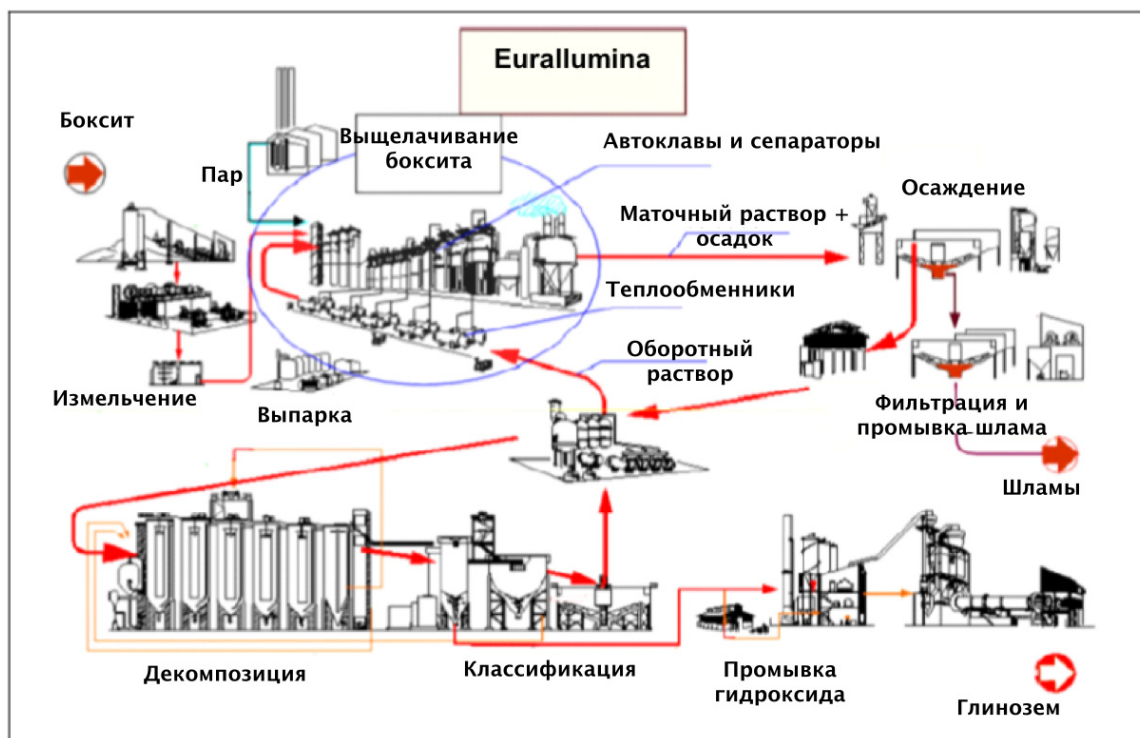 Eurallumina
Боксит
Выщелачивание
боксита
Автоклавы и сепараторы
Пар
Осаждение
Маточный раствор +
осадок
Теплообменники
Оборотный
раствор
Измельчение
Выпарка
Фильтрация и
промывка шлама
Шламы
Декомпозиция
Классификация
Промывка
гидроксида
Глинозем